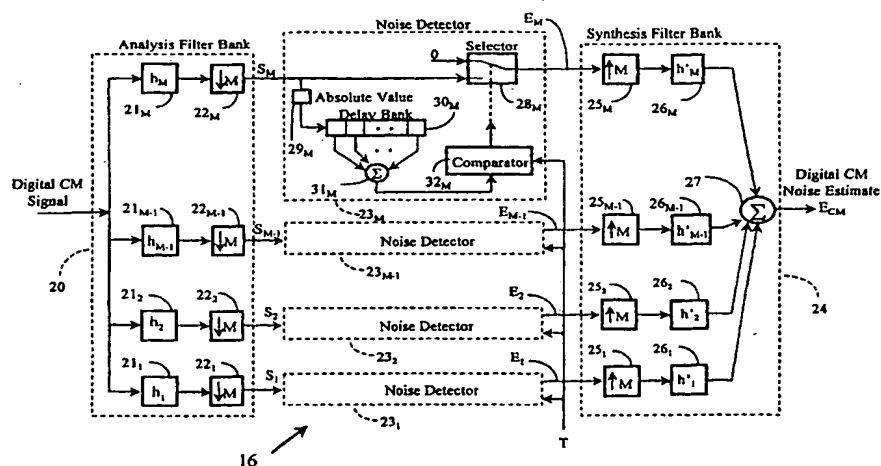 Noise Detector
E_M
Synthesis Filter Bank
Analysis Filter Bank
0
Selector
h_M
↓M
S_M
↑M
h'_M
21_M
22_M
Absolute Value
28_M
25_M
26_M
Delay Bank
30_M
29_M
Σ
Comparator
31_M
32_M
Digital CM
Signal
27
Digital CM
Noise Estimate
Σ
E_CM
23_M
21_M-1
22_M-1
E_M-1
25_M-1
26_M-1
h_M-1
↓M
S_M-1
Noise Detector
↑M
h'_M-1
23_M-1
20
21_2
22_2
E_2
25_2
26_2
24
h_2
↓M
S_2
Noise Detector
↑M
h'_2
23_2
21_1
22_1
E_1
25_1
26_1
h_1
↓M
S_1
Noise Detector
↑M
h'_1
23_1
16
T